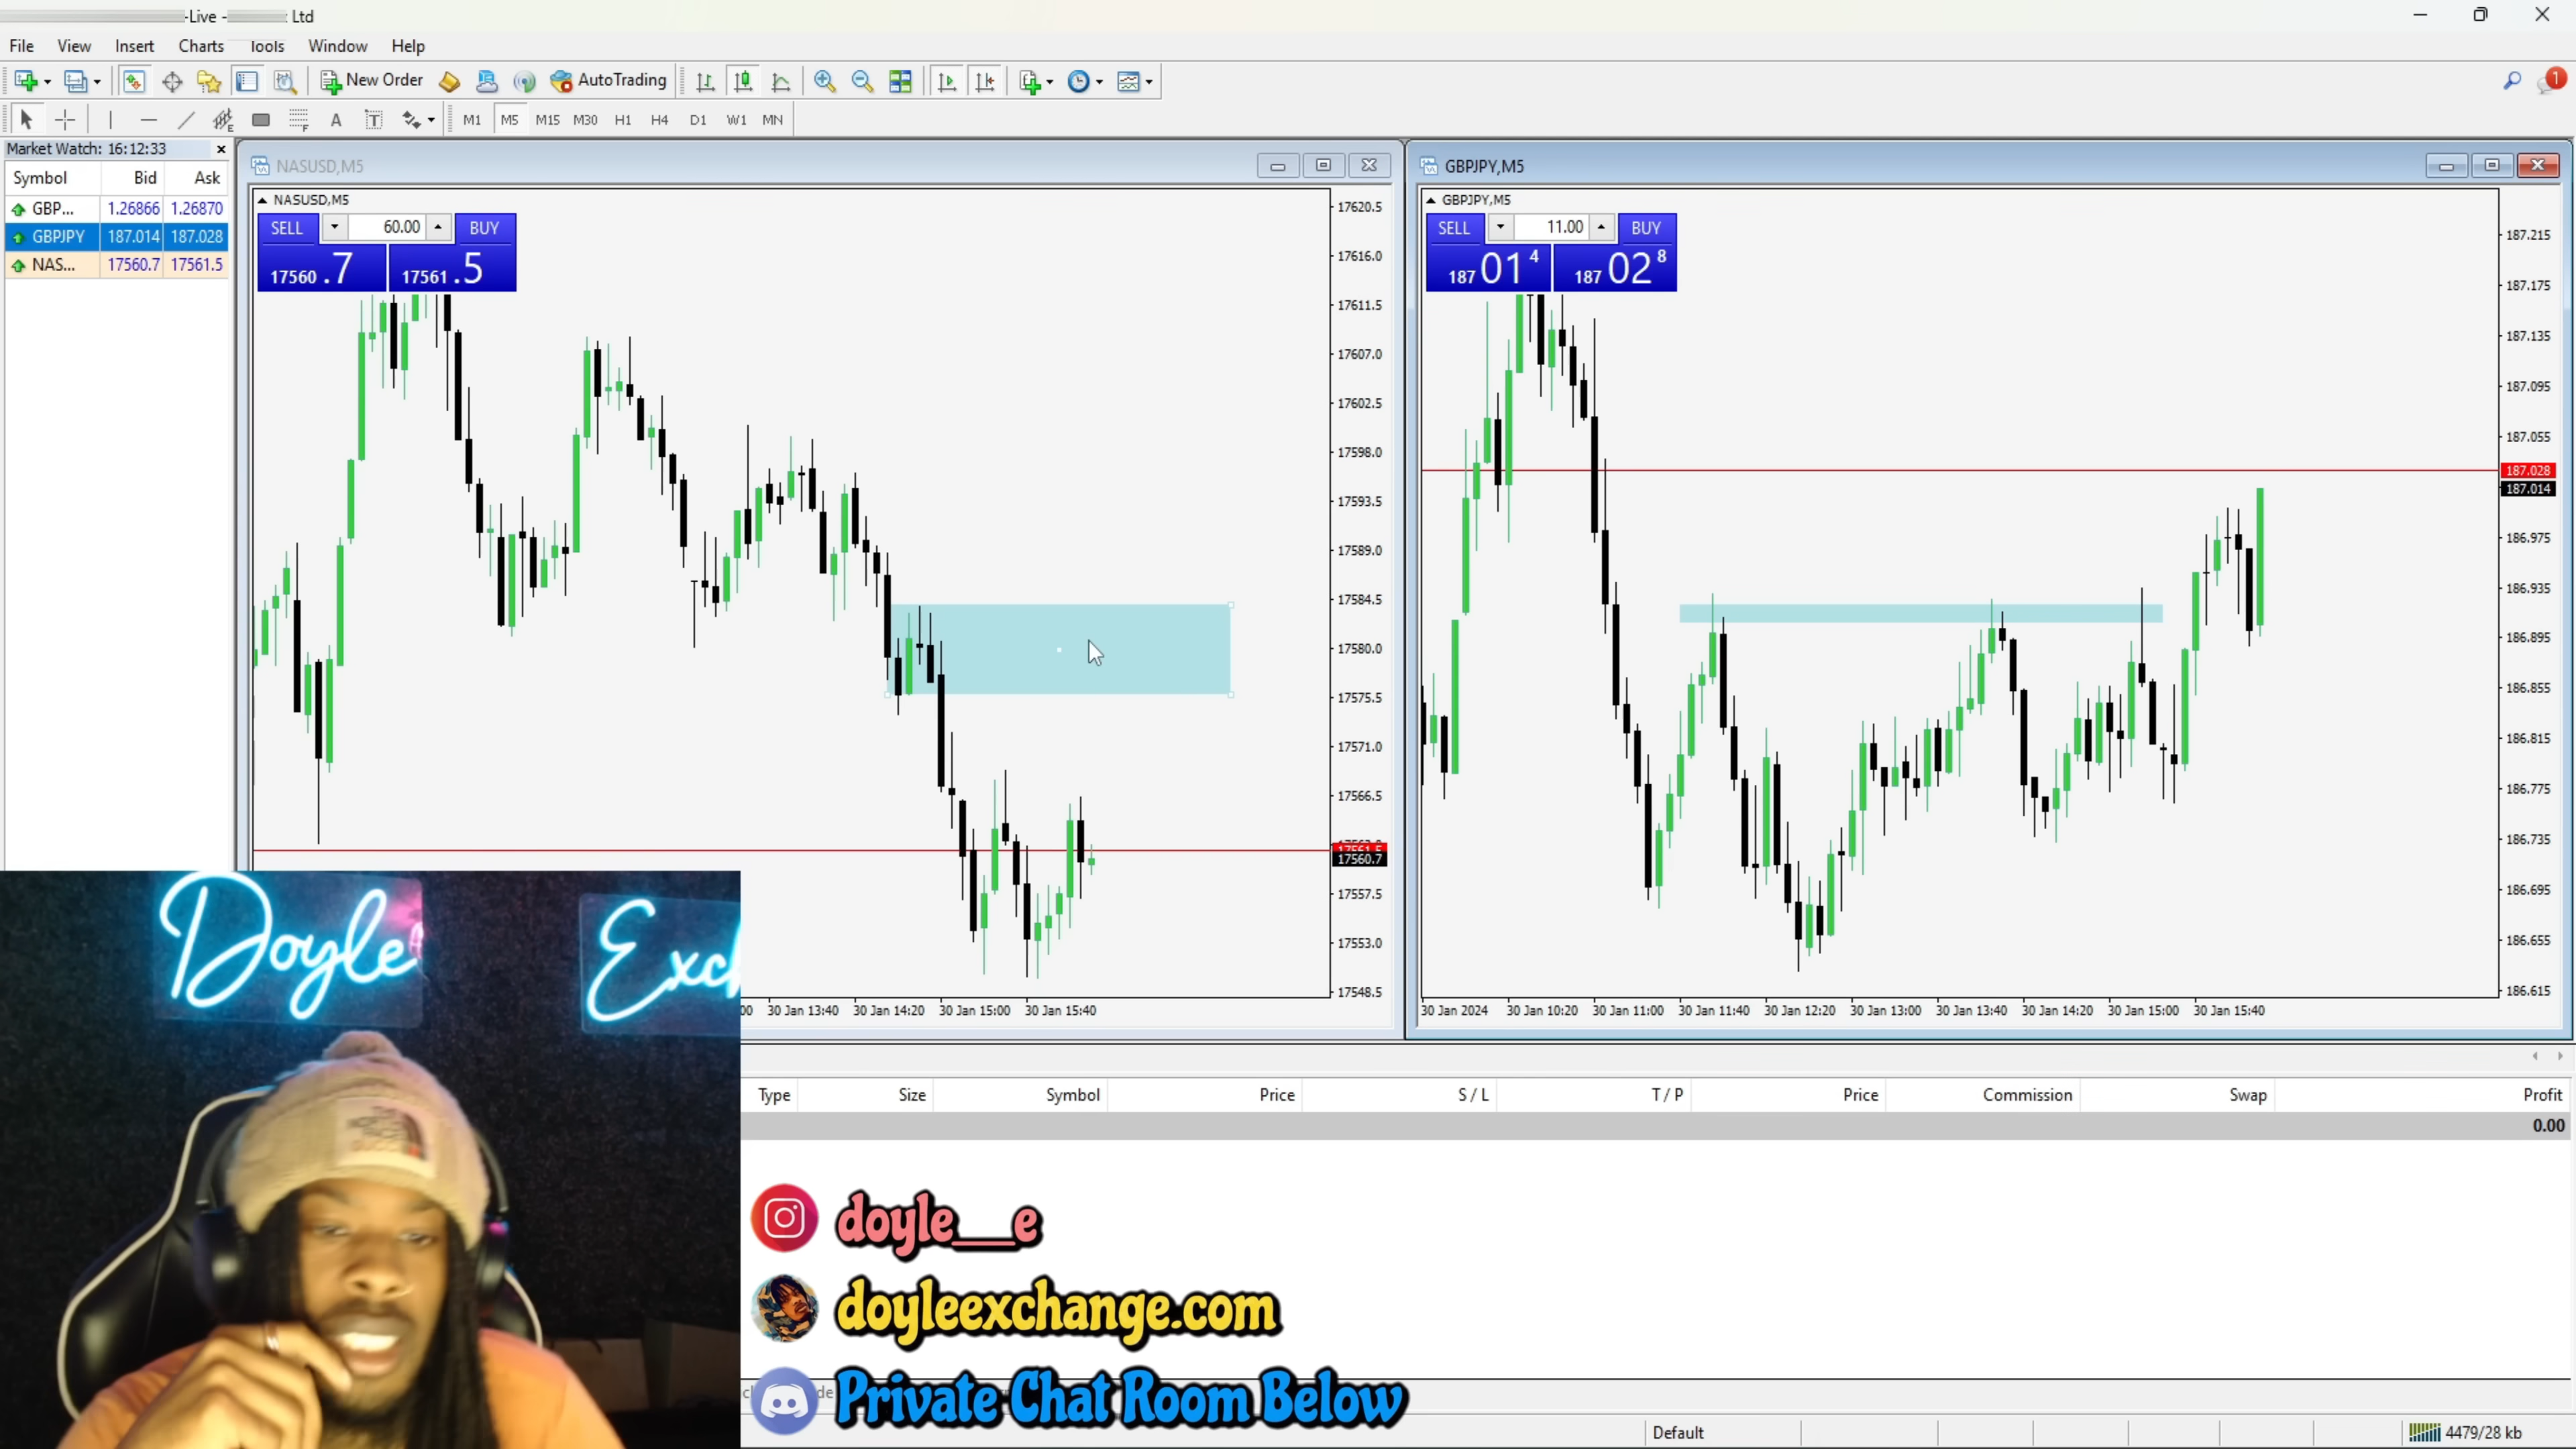 -Live - Ltd
File View Insert Charts Tools Window Help
New Order AutoTrading 1
E F A T M1 M5 M15 M30 H1 H4 D1 W1 MN
Market Watch: 16:12:33
Symbol Bid Ask
GBP... 1.26866 1.26870
GBPJPY 187.014 187.028
NAS... 17560.7 17561.5
NASUSD,M5
NASUSD,M5
SELL 60.00 BUY
17560.7 17561.5
17620.5
17616.0
17611.5
17607.0
17602.5
17598.0
17593.5
17589.0
17584.5
17580.0
17575.5
17571.0
17566.5
17561.5
17560.7
17557.5
17553.0
17548.5
30 Jan 13:40 30 Jan 14:20 30 Jan 15:00 30 Jan 15:40
GBPJPY,M5
GBPJPY,M5
SELL 11.00 BUY
187 01 4 187 02 8
187.215
187.175
187.135
187.095
187.055
187.028
187.014
186.975
186.935
186.895
186.855
186.815
186.775
186.735
186.695
186.655
186.615
30 Jan 2024 30 Jan 10:20 30 Jan 11:00 30 Jan 11:40 30 Jan 12:20 30 Jan 13:00 30 Jan 13:40 30 Jan 14:20 30 Jan 15:00 30 Jan 15:40
Doyle Exch
Type Size Symbol Price S / L T / P Price Commission Swap Profit
0.00
doyle__e
doyleexchange.com
Private Chat Room Below
Default 4479/28 kb